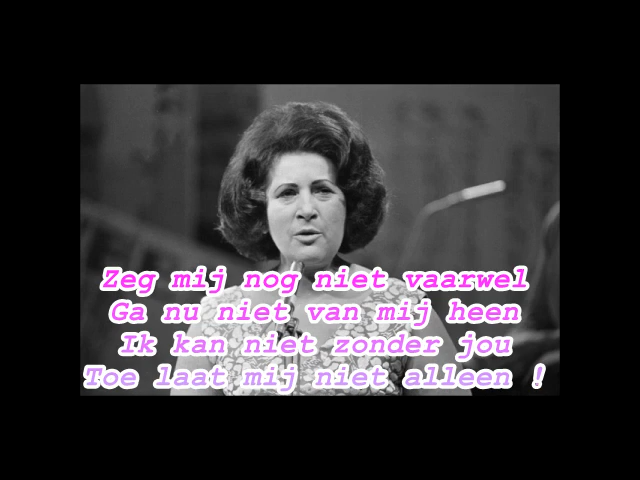 Zeg mij nog niet vaarwel
Ga nu niet van mij heen
Ik kan niet zonder jou
Toe laat mij niet alleen !